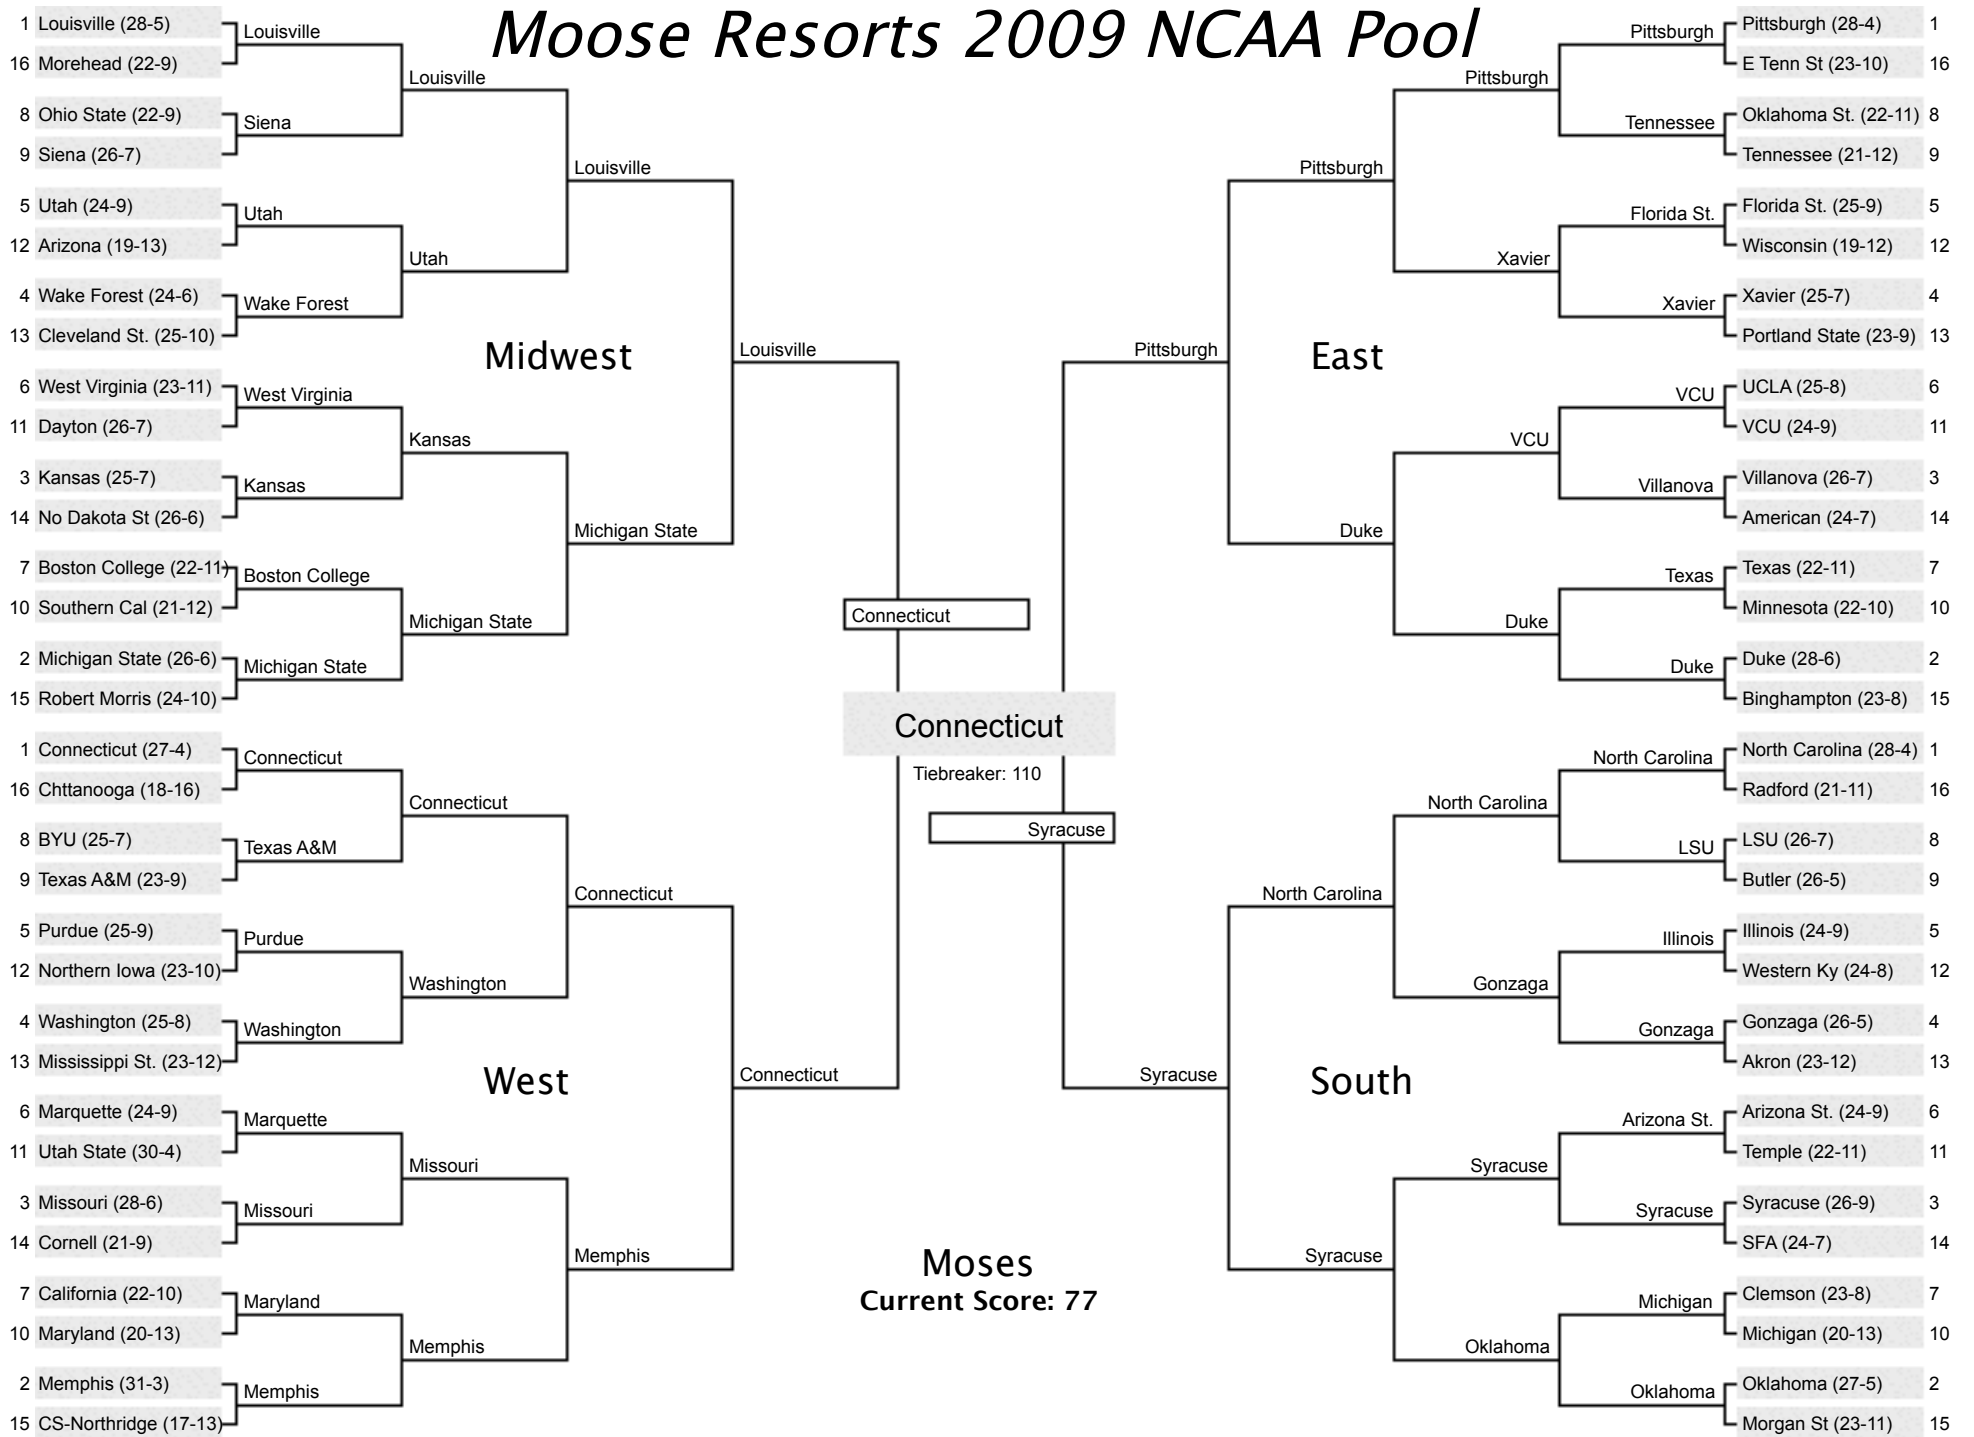 Moose Resorts 2009 NCAA Pool
1 Louisville (28-5)
16 Morehead (22-9)
8 Ohio State (22-9)
9 Siena (26-7)
5 Utah (24-9)
12 Arizona (19-13)
4 Wake Forest (24-6)
13 Cleveland St. (25-10)
6 West Virginia (23-11)
11 Dayton (26-7)
3 Kansas (25-7)
14 No Dakota St (26-6)
7 Boston College (22-11)
10 Southern Cal (21-12)
2 Michigan State (26-6)
15 Robert Morris (24-10)
Louisville
Siena
Utah
Wake Forest
West Virginia
Kansas
Boston College
Michigan State
Louisville
Utah
Kansas
Michigan State
Louisville
Michigan State
Louisville
Midwest
1 Connecticut (27-4)
16 Chttanooga (18-16)
8 BYU (25-7)
9 Texas A&M (23-9)
5 Purdue (25-9)
12 Northern Iowa (23-10)
4 Washington (25-8)
13 Mississippi St. (23-12)
6 Marquette (24-9)
11 Utah State (30-4)
3 Missouri (28-6)
14 Cornell (21-9)
7 California (22-10)
10 Maryland (20-13)
2 Memphis (31-3)
15 CS-Northridge (17-13)
Connecticut
Texas A&M
Purdue
Washington
Marquette
Missouri
Maryland
Memphis
Connecticut
Washington
Missouri
Memphis
Connecticut
Memphis
Connecticut
West
Connecticut
Connecticut
Tiebreaker: 110
Syracuse
Moses
Current Score: 77
Pittsburgh (28-4) 1
E Tenn St (23-10) 16
Oklahoma St. (22-11) 8
Tennessee (21-12) 9
Florida St. (25-9) 5
Wisconsin (19-12) 12
Xavier (25-7) 4
Portland State (23-9) 13
UCLA (25-8) 6
VCU (24-9) 11
Villanova (26-7) 3
American (24-7) 14
Texas (22-11) 7
Minnesota (22-10) 10
Duke (28-6) 2
Binghampton (23-8) 15
Pittsburgh
Tennessee
Florida St.
Xavier
VCU
Villanova
Texas
Duke
Pittsburgh
Xavier
VCU
Duke
Pittsburgh
Duke
Pittsburgh
East
North Carolina (28-4) 1
Radford (21-11) 16
LSU (26-7) 8
Butler (26-5) 9
Illinois (24-9) 5
Western Ky (24-8) 12
Gonzaga (26-5) 4
Akron (23-12) 13
Arizona St. (24-9) 6
Temple (22-11) 11
Syracuse (26-9) 3
SFA (24-7) 14
Clemson (23-8) 7
Michigan (20-13) 10
Oklahoma (27-5) 2
Morgan St (23-11) 15
North Carolina
LSU
Illinois
Gonzaga
Arizona St.
Syracuse
Michigan
Oklahoma
North Carolina
Gonzaga
Syracuse
Oklahoma
North Carolina
Syracuse
Syracuse
South